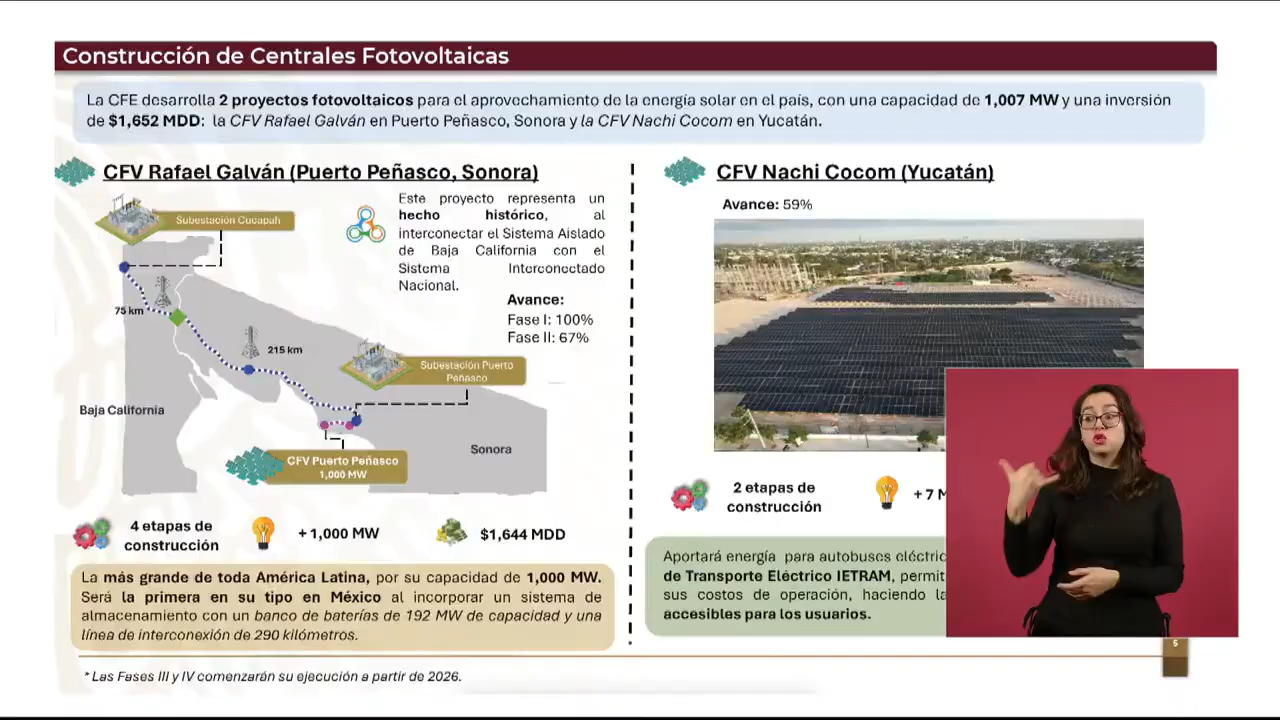 Construcción de Centrales Fotovoltaicas
La CFE desarrolla 2 proyectos fotovoltaicos para el aprovechamiento de la energía solar en el país, con una capacidad de 1,007 MW y una inversión
de $1,652 MDD: la CFV Rafael Galván en Puerto Peñasco, Sonora y la CFV Nachi Cocom en Yucatán.
CFV Rafael Galván (Puerto Peñasco, Sonora)
Subestación Cucapah
Este proyecto representa un
hecho histórico, al
interconectar el Sistema Aislado
de Baja California con el
Sistema Interconectado
Nacional.
Avance:
Fase I: 100%
Fase II: 67%
75 km
215 km
Subestación Puerto
Peñasco
Baja California
Sonora
CFV Puerto Peñasco
1,000 MW
4 etapas de
construcción
+ 1,000 MW
$1,644 MDD
La más grande de toda América Latina, por su capacidad de 1,000 MW.
Será la primera en su tipo en México al incorporar un sistema de
almacenamiento con un banco de baterías de 192 MW de capacidad y una
línea de interconexión de 290 kilómetros.
* Las Fases III y IV comenzarán su ejecución a partir de 2026.
CFV Nachi Cocom (Yucatán)
Avance: 59%
2 etapas de
construcción
+ 7 M
Aportará energía para autobuses eléctric
de Transporte Eléctrico IETRAM, permit
sus costos de operación, haciendo la
accesibles para los usuarios.
5